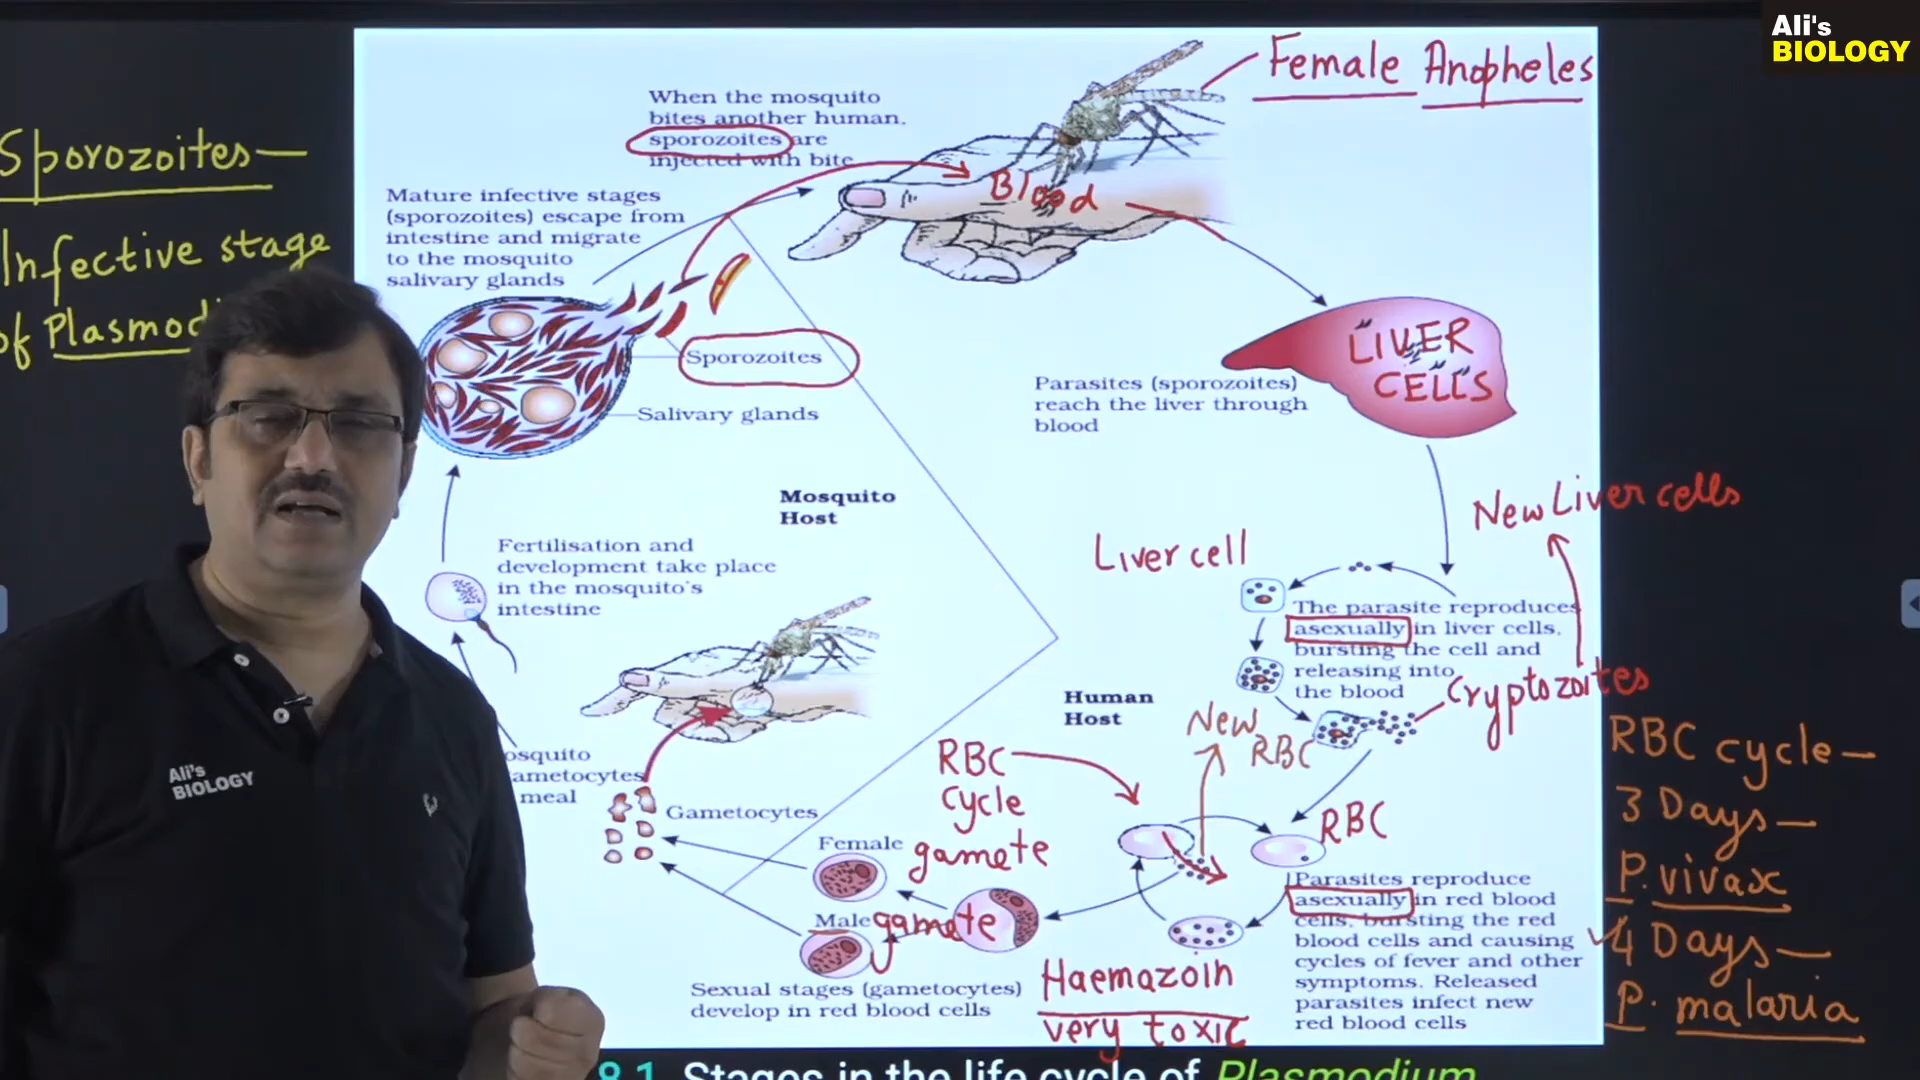 Ali's
BIOLOGY
Female Anopheles
When the mosquito
bites another human,
sporozoites are
injected with bite
Blood
Sporozoites—
Infective stage
of Plasmod
Mature infective stages
(sporozoites) escape from
intestine and migrate
to the mosquito
salivary glands
Sporozoites
Salivary glands
LIVER
CELLS
Parasites (sporozoites)
reach the liver through
blood
Mosquito
Host
New Liver cells
Liver cell
Fertilisation and
development take place
in the mosquito's
intestine
The parasite reproduces
asexually in liver cells,
bursting the cell and
releasing into
the blood
Cryptozoites
Human
Host
New
RBC
RBC
cycle
RBC
osquito
ametocytes
meal
Gametocytes
Female gamete
Male gamete
Sexual stages (gametocytes)
develop in red blood cells
Parasites reproduce
asexually in red blood
cells, bursting the red
blood cells and causing
cycles of fever and other
symptoms. Released
parasites infect new
red blood cells
Haemazoin
very toxic
RBC cycle—
3 Days—
P. vivax
4 Days—
P. malaria
Ali's
BIOLOGY
8.1 Stages in the life cycle of Plasmodium